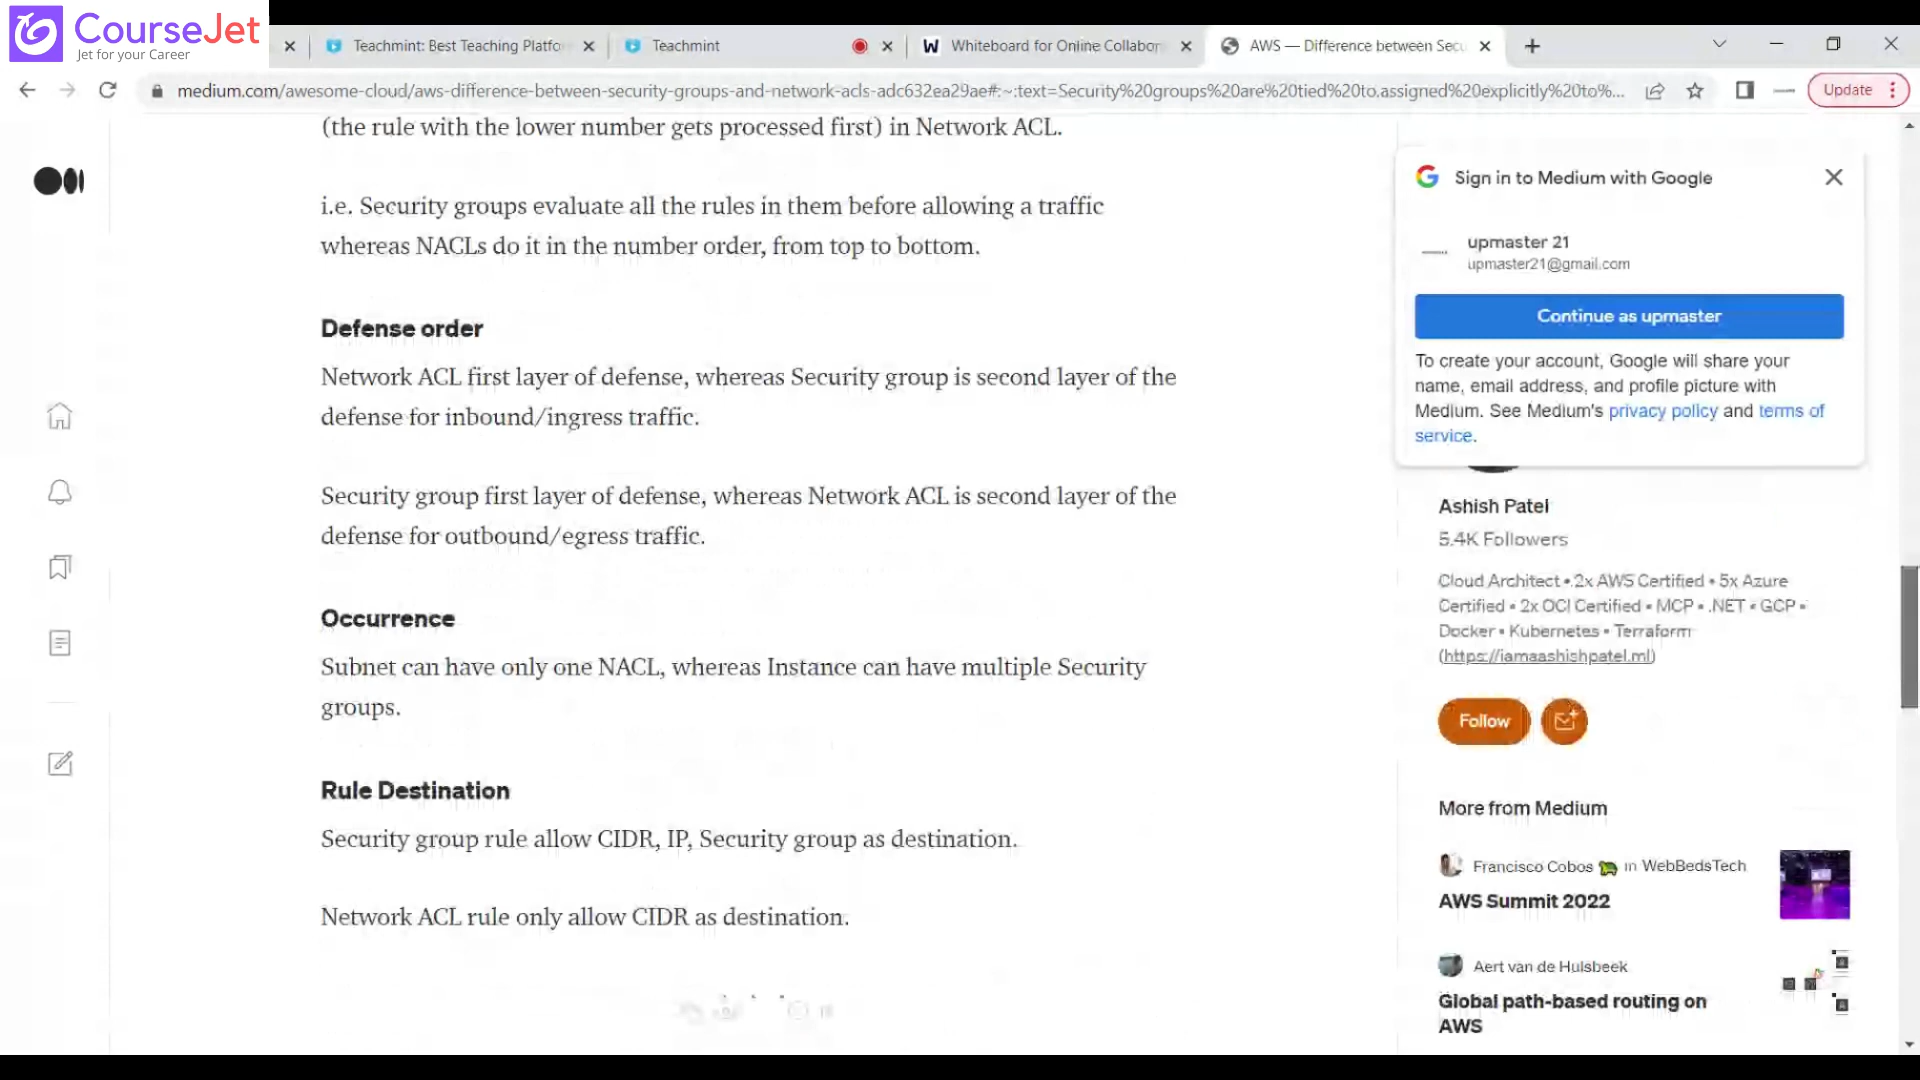 CourseJet
Jet for your Career
Teachmint: Best Teaching Platfo
Teachmint
W Whiteboard for Online Collabor
AWS — Difference between Secu
medium.com/awesome-cloud/aws-difference-between-security-groups-and-network-acls-adc632ea29ae#:~:text=Security%20groups%20are%20tied%20to,assigned%20explicitly%20to%...
Update
(the rule with the lower number gets processed first) in Network ACL.
i.e. Security groups evaluate all the rules in them before allowing a traffic
whereas NACLs do it in the number order, from top to bottom.
Defense order
Network ACL first layer of defense, whereas Security group is second layer of the
defense for inbound/ingress traffic.
Security group first layer of defense, whereas Network ACL is second layer of the
defense for outbound/egress traffic.
Occurrence
Subnet can have only one NACL, whereas Instance can have multiple Security
groups.
Rule Destination
Security group rule allow CIDR, IP, Security group as destination.
Network ACL rule only allow CIDR as destination.
Sign in to Medium with Google
upmaster 21
upmaster21@gmail.com
Continue as upmaster
To create your account, Google will share your
name, email address, and profile picture with
Medium. See Medium's privacy policy and terms of
service.
Ashish Patel
5.4K Followers
Cloud Architect • 2x AWS Certified • 5x Azure
Certified • 2x OCI Certified • MCP • .NET • GCP •
Docker • Kubernetes • Terraform
(https://iamaashishpatel.ml)
Follow
More from Medium
Francisco Cobos in WebBedsTech
AWS Summit 2022
Aert van de Hulsbeek
Global path-based routing on
AWS